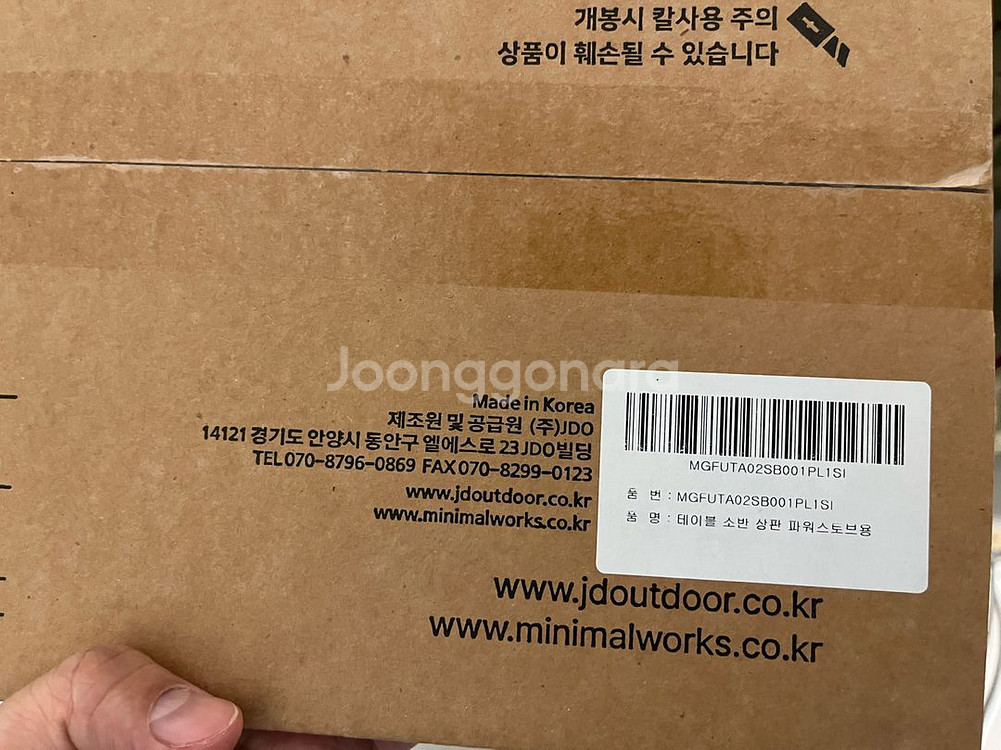 개봉시 칼사용 주의
상품이 훼손될 수 있습니다
Joonggonara
Made in Korea
제조원 및 공급원 (주)JDO
14121 경기도 안양시 동안구 엘에스로 23 JDO빌딩
TEL 070-8796-0869 FAX 070-8299-0123
www.jdoutdoor.co.kr
www.minimalworks.co.kr
MGFUTA02SB001PL1SI
품 번 : MGFUTA02SB001PL1SI
품 명 : 테이블 소반 상판 파워스토브용
www.jdoutdoor.co.kr
www.minimalworks.co.kr